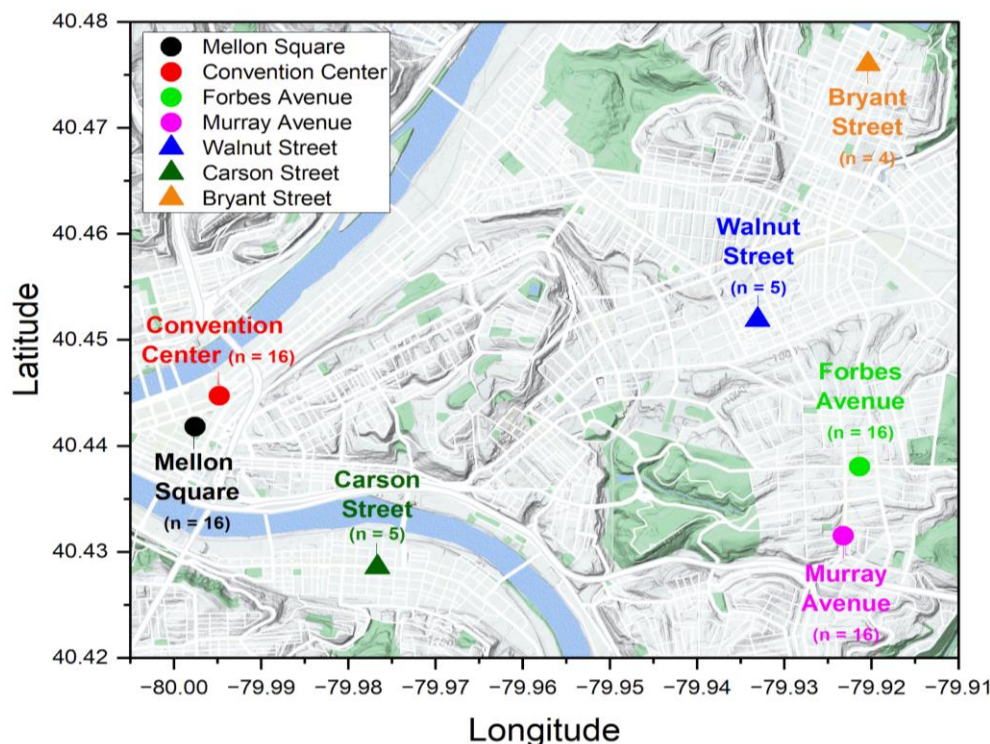 40.48
40.47
40.46
40.45
40.44
40.43
40.42
Latitude
Mellon Square
Convention Center
Forbes Avenue
Murray Avenue
Walnut Street
Carson Street
Bryant Street
Bryant
Street
(n = 4)
Walnut
Street
(n = 5)
Convention
Center (n = 16)
Forbes
Avenue
(n = 16)
Mellon
Square
(n = 16)
Carson
Street
(n = 5)
Murray
Avenue
(n = 16)
−80.00 −79.99 −79.98 −79.97 −79.96 −79.95 −79.94 −79.93 −79.92 −79.91
Longitude